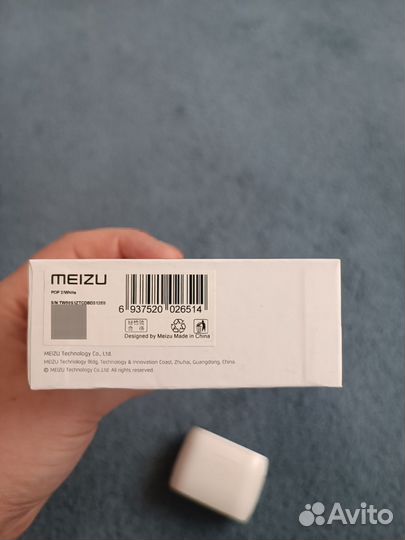 MEIZU
POP 2/White
6 937520 026514
Designed by Meizu Made in China
MEIZU Technology Co., Ltd.
MEIZU Technology Bldg, Technology & Innovation Coast, Zhuhai, Guangdong, China
© MEIZU Technology Co.,Ltd. All rights reserved.
Avito